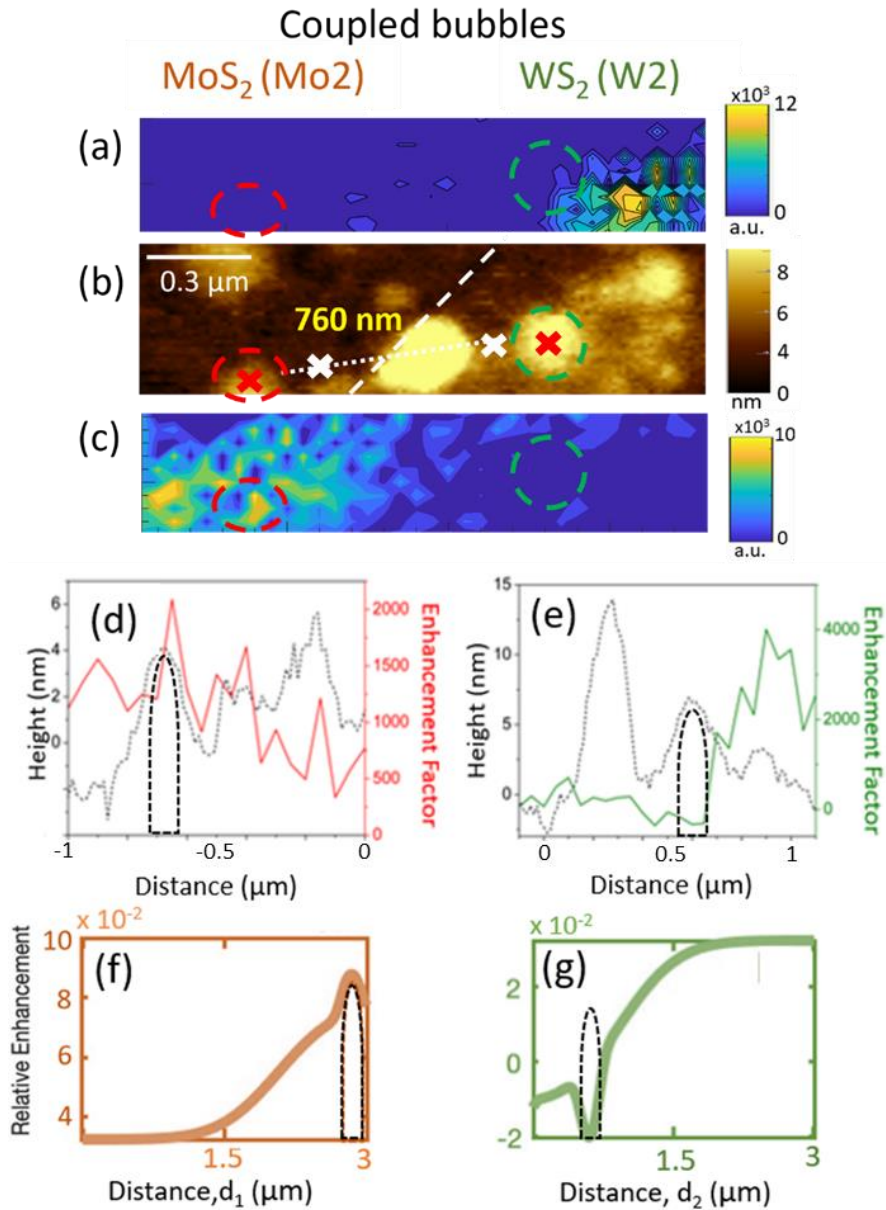 Coupled bubbles
MoS₂ (Mo2) WS₂ (W2)
(a)
x10³
12
0
a.u.
(b)
0.3 μm
760 nm
8
4
0
nm
(c)
x10³
10
0
a.u.
(d)
Height (nm)
6
4
2
0
2000
1500
1000
500
0
Enhancement Factor
-1 -0.5 0
Distance (μm)
(e)
Height (nm)
15
10
5
0
4000
2000
0
Enhancement Factor
0 0.5 1
Distance (μm)
(f)
x 10⁻²
Relative Enhancement
10
8
6
4
1.5 3
Distance,d₁ (μm)
(g)
x 10⁻²
2
0
-2
1.5 3
Distance, d₂ (μm)